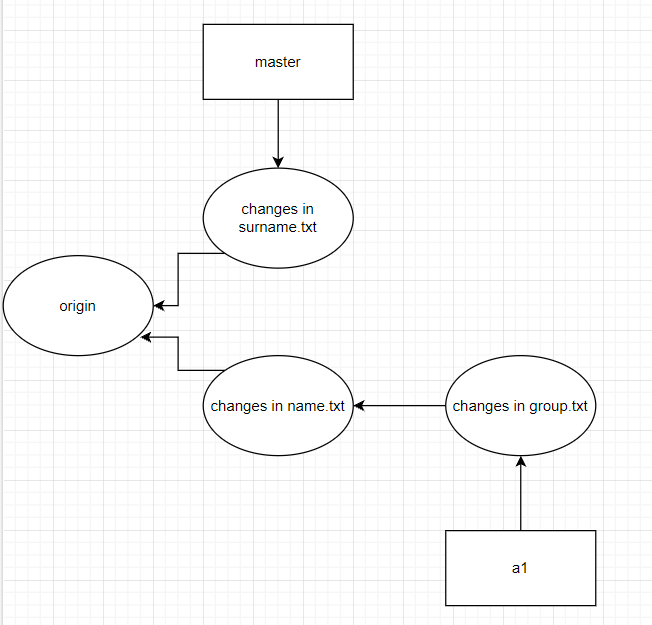 master
changes in
surname.txt
origin
changes in name.txt
changes in group.txt
a1